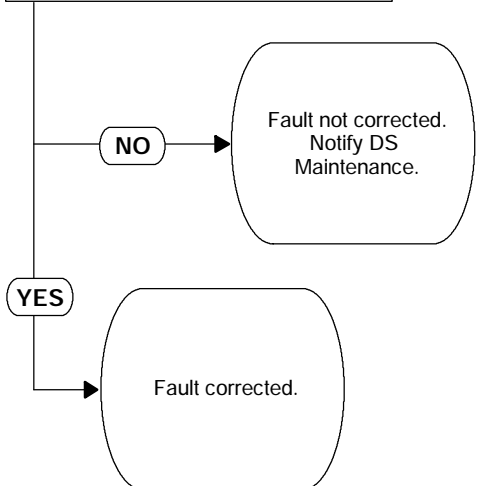 NO
Fault not corrected.
Notify DS
Maintenance.
YES
Fault corrected.